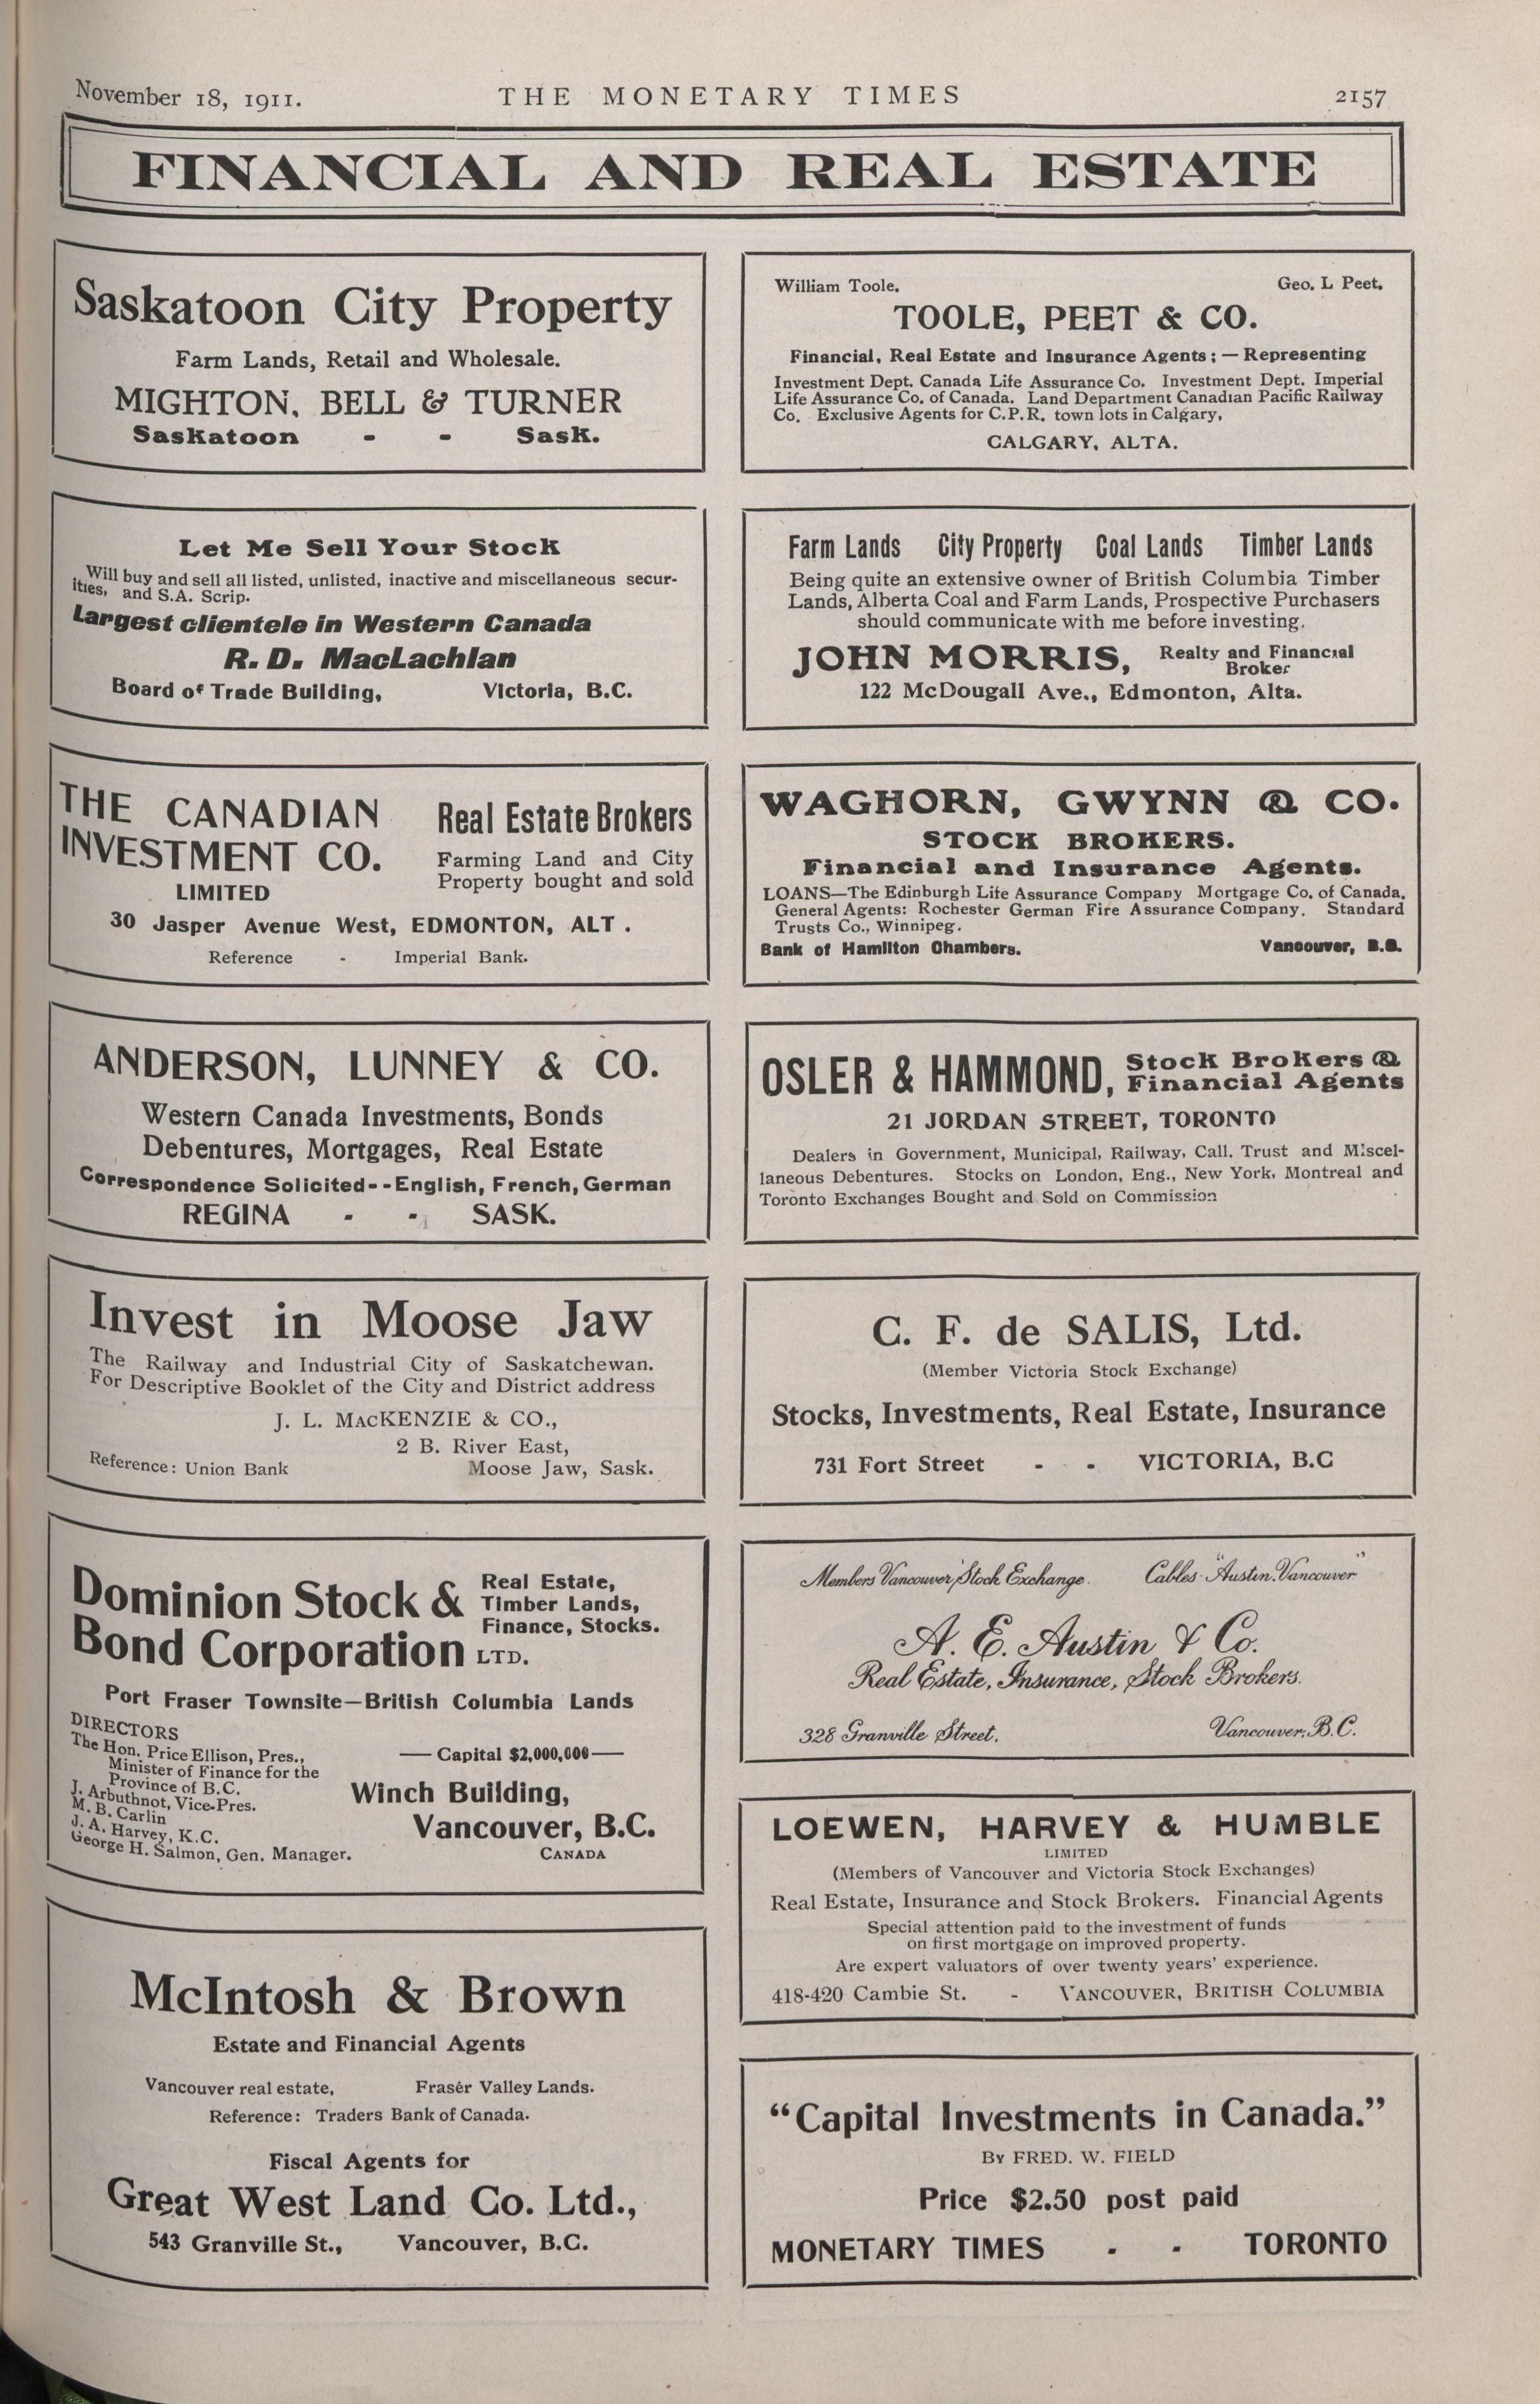 November 18, 1911.
THE MONETARY TIMES
2157
FINANCIAL AND REAL ESTATE
Saskatoon City Property
Farm Lands, Retail and Wholesale.
MIGHTON, BELL & TURNER
Saskatoon - - Sask.
Let Me Sell Your Stock
Will buy and sell all listed, unlisted, inactive and miscellaneous secur-
ities, and S.A. Scrip.
Largest clientele in Western Canada
R. D. MacLachlan
Board of Trade Building, Victoria, B.C.
THE CANADIAN
INVESTMENT CO.
LIMITED
Real Estate Brokers
Farming Land and City
Property bought and sold
30 Jasper Avenue West, EDMONTON, ALT.
Reference - Imperial Bank.
ANDERSON, LUNNEY & CO.
Western Canada Investments, Bonds
Debentures, Mortgages, Real Estate
Correspondence Solicited--English, French, German
REGINA - - SASK.
Invest in Moose Jaw
The Railway and Industrial City of Saskatchewan.
For Descriptive Booklet of the City and District address
J. L. MACKENZIE & CO.,
2 B. River East,
Reference: Union Bank Moose Jaw, Sask.
Dominion Stock &
Bond Corporation LTD.
Real Estate,
Timber Lands,
Finance, Stocks.
Port Fraser Townsite—British Columbia Lands
DIRECTORS
The Hon. Price Ellison, Pres.,
Minister of Finance for the
Province of B.C.
J. Arbuthnot, Vice-Pres.
M. B. Carlin
J. A. Harvey, K.C.
George H. Salmon, Gen. Manager.
— Capital $2,000,000 —
Winch Building,
Vancouver, B.C.
CANADA
McIntosh & Brown
Estate and Financial Agents
Vancouver real estate, Fraser Valley Lands.
Reference: Traders Bank of Canada.
Fiscal Agents for
Great West Land Co. Ltd.,
543 Granville St., Vancouver, B.C.
William Toole. Geo. L Peet.
TOOLE, PEET & CO.
Financial, Real Estate and Insurance Agents; — Representing
Investment Dept. Canada Life Assurance Co. Investment Dept. Imperial
Life Assurance Co. of Canada. Land Department Canadian Pacific Railway
Co. Exclusive Agents for C.P.R. town lots in Calgary,
CALGARY, ALTA.
Farm Lands City Property Coal Lands Timber Lands
Being quite an extensive owner of British Columbia Timber
Lands, Alberta Coal and Farm Lands, Prospective Purchasers
should communicate with me before investing.
JOHN MORRIS, Realty and Financial
Broker
122 McDougall Ave., Edmonton, Alta.
WAGHORN, GWYNN & CO.
STOCK BROKERS.
Financial and Insurance Agents.
LOANS—The Edinburgh Life Assurance Company Mortgage Co. of Canada.
General Agents: Rochester German Fire Assurance Company. Standard
Trusts Co., Winnipeg.
Bank of Hamilton Chambers. Vancouver, B.C.
OSLER & HAMMOND, Stock Brokers &
Financial Agents
21 JORDAN STREET, TORONTO
Dealers in Government, Municipal, Railway, Call, Trust and Miscel-
laneous Debentures. Stocks on London, Eng., New York, Montreal and
Toronto Exchanges Bought and Sold on Commission
C. F. de SALIS, Ltd.
(Member Victoria Stock Exchange)
Stocks, Investments, Real Estate, Insurance
731 Fort Street - - VICTORIA, B.C
Members Vancouver Stock Exchange. Cables "Austin. Vancouver"
A. E. Austin & Co.
Real Estate, Insurance, Stock Brokers.
328 Granville Street. Vancouver, B.C.
LOEWEN, HARVEY & HUMBLE
LIMITED
(Members of Vancouver and Victoria Stock Exchanges)
Real Estate, Insurance and Stock Brokers. Financial Agents
Special attention paid to the investment of funds
on first mortgage on improved property.
Are expert valuators of over twenty years' experience.
418-420 Cambie St. - VANCOUVER, BRITISH COLUMBIA
"Capital Investments in Canada."
By FRED. W. FIELD
Price $2.50 post paid
MONETARY TIMES - - TORONTO